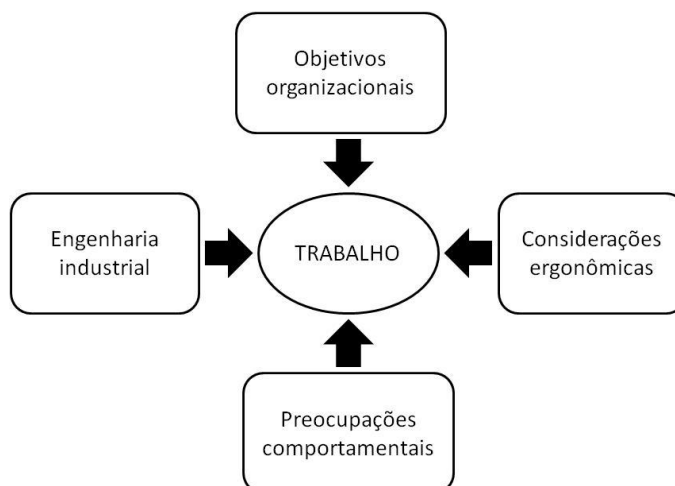 Objetivos
organizacionais
Engenharia
industrial
TRABALHO
Considerações
ergonômicas
Preocupações
comportamentais